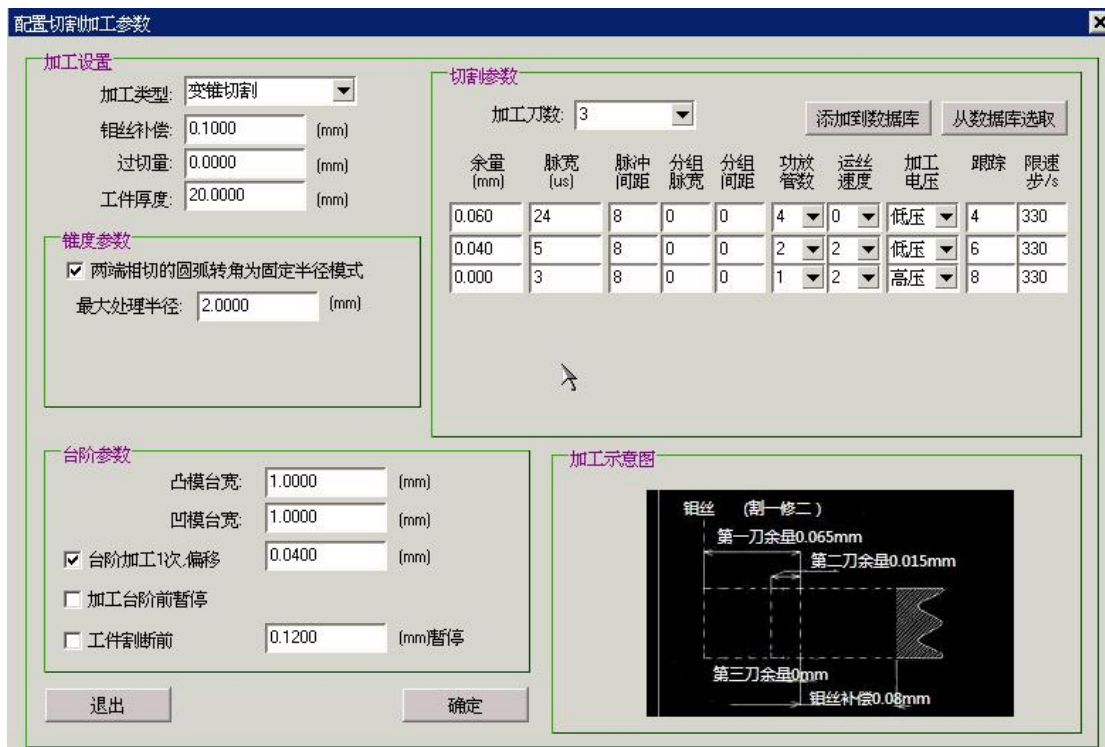 配置切割加工参数
加工设置
加工类型: 变锥切割
钼丝补偿: 0.1000 (mm)
过切量: 0.0000 (mm)
工件厚度: 20.0000 (mm)
锥度参数
两端相切的圆弧转角为固定半径模式
最大处理半径: 2.0000 (mm)
切割参数
加工刀数: 3 添加到数据库 从数据库选取
余量 脉宽 脉冲 分组 分组 功放 运丝 加工 跟踪 限速
(mm) (us) 间距 脉宽 间距 管数 速度 电压 步/s
0.060 24 8 0 0 4 0 低压 4 330
0.040 5 8 0 0 2 2 低压 6 330
0.000 3 8 0 0 1 2 高压 8 330
台阶参数
凸模台宽: 1.0000 (mm)
凹模台宽: 1.0000 (mm)
台阶加工1次,偏移 0.0400 (mm)
加工台阶前暂停
工件割断前 0.1200 (mm)暂停
退出 确定
加工示意图
钼丝 (割一修二)
第一刀余量0.065mm
第二刀余量0.015mm
第三刀余量0mm
钼丝补偿0.08mm